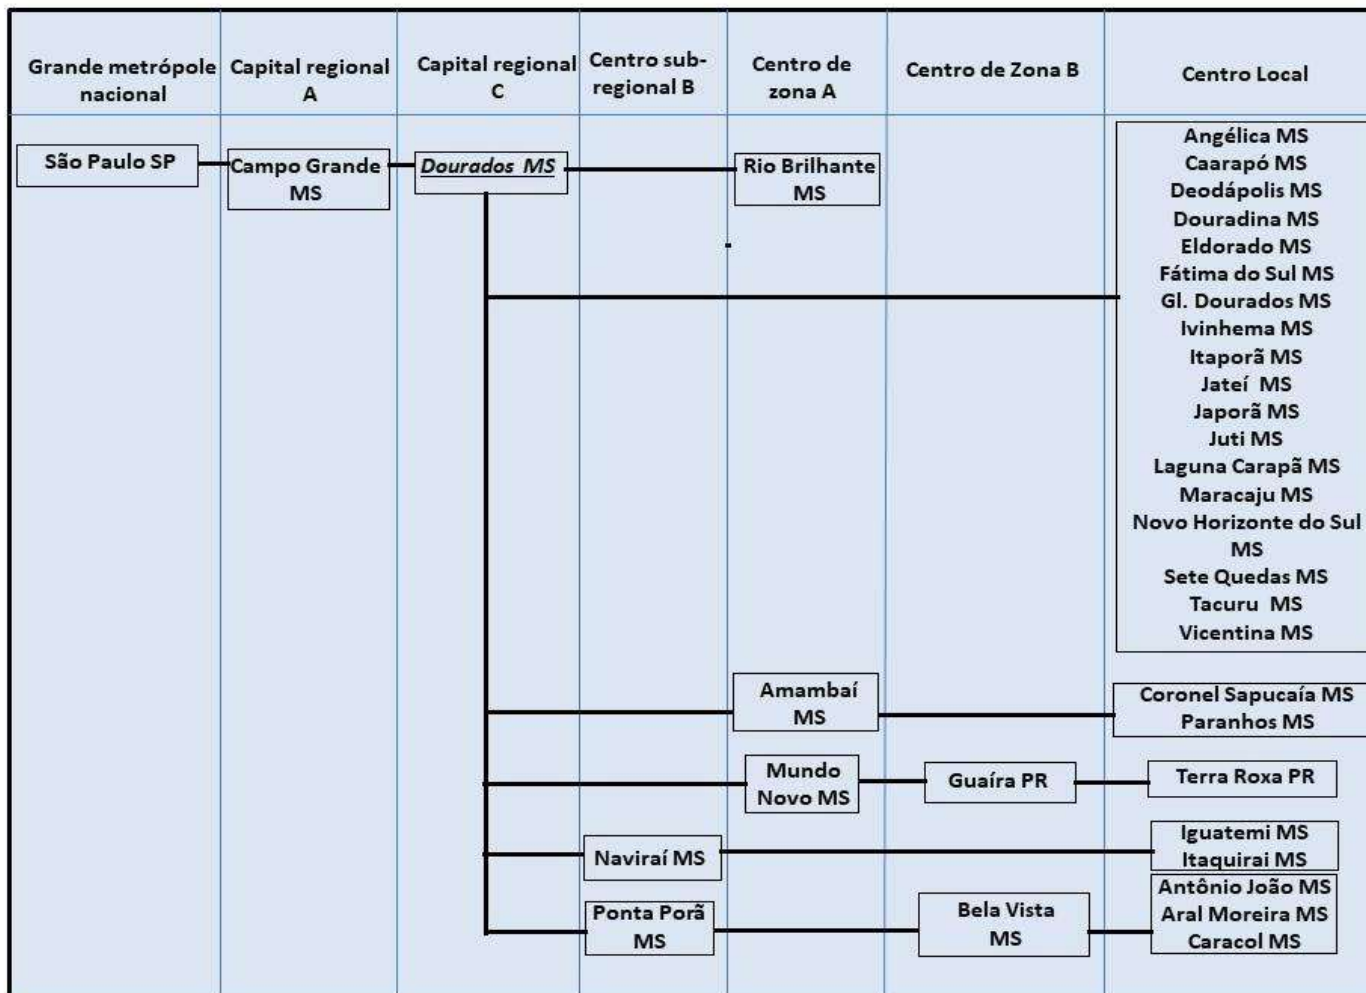 Grande metrópole
nacional
Capital regional
A
Capital regional
C
Centro sub-
regional B
Centro de
zona A
Centro de Zona B
Centro Local
São Paulo SP
Campo Grande
MS
Dourados MS
Rio Brilhante
MS
Angélica MS
Caarapó MS
Deodápolis MS
Douradina MS
Eldorado MS
Fátima do Sul MS
Gl. Dourados MS
Ivinhema MS
Itaporã MS
Jateí MS
Japorã MS
Juti MS
Laguna Carapã MS
Maracaju MS
Novo Horizonte do Sul
MS
Sete Quedas MS
Tacuru MS
Vicentina MS
Amambaí
MS
Coronel Sapucaía MS
Paranhos MS
Mundo
Novo MS
Guaíra PR
Terra Roxa PR
Naviraí MS
Iguatemi MS
Itaquirai MS
Ponta Porã
MS
Bela Vista
MS
Antônio João MS
Aral Moreira MS
Caracol MS